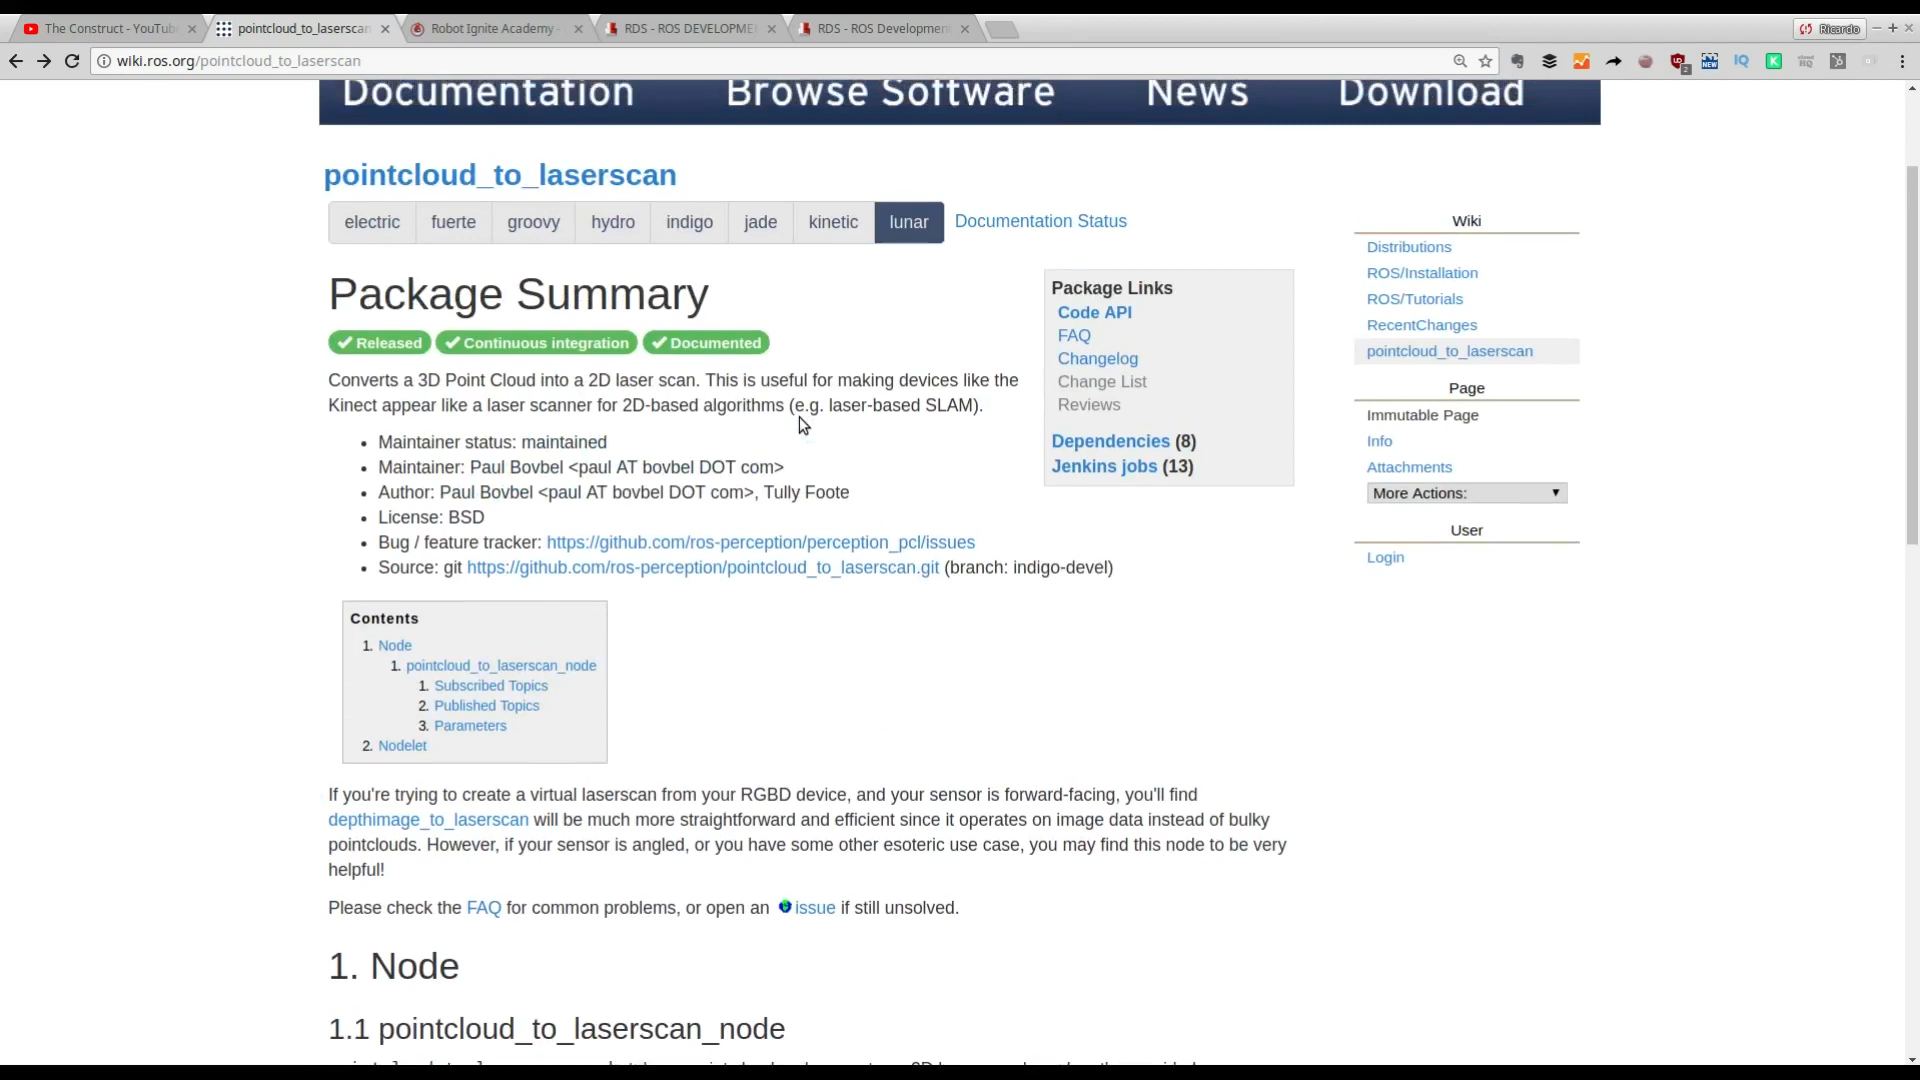 The Construct - YouTub
pointcloud_to_laserscan
Robot Ignite Academy -
RDS - ROS DEVELOPME
RDS - ROS Development
Ricardo
wiki.ros.org/pointcloud_to_laserscan
Documentation Browse Software News Download
pointcloud_to_laserscan
electric fuerte groovy hydro indigo jade kinetic lunar Documentation Status
Package Summary
Released Continuous integration Documented
Converts a 3D Point Cloud into a 2D laser scan. This is useful for making devices like the
Kinect appear like a laser scanner for 2D-based algorithms (e.g. laser-based SLAM).
• Maintainer status: maintained
• Maintainer: Paul Bovbel <paul AT bovbel DOT com>
• Author: Paul Bovbel <paul AT bovbel DOT com>, Tully Foote
• License: BSD
• Bug / feature tracker: https://github.com/ros-perception/perception_pcl/issues
• Source: git https://github.com/ros-perception/pointcloud_to_laserscan.git (branch: indigo-devel)
Package Links
Code API
FAQ
Changelog
Change List
Reviews
Dependencies (8)
Jenkins jobs (13)
Wiki
Distributions
ROS/Installation
ROS/Tutorials
RecentChanges
pointcloud_to_laserscan
Page
Immutable Page
Info
Attachments
More Actions:
User
Login
Contents
1. Node
1. pointcloud_to_laserscan_node
1. Subscribed Topics
2. Published Topics
3. Parameters
2. Nodelet
If you're trying to create a virtual laserscan from your RGBD device, and your sensor is forward-facing, you'll find
depthimage_to_laserscan will be much more straightforward and efficient since it operates on image data instead of bulky
pointclouds. However, if your sensor is angled, or you have some other esoteric use case, you may find this node to be very
helpful!
Please check the FAQ for common problems, or open an issue if still unsolved.
1. Node
1.1 pointcloud_to_laserscan_node